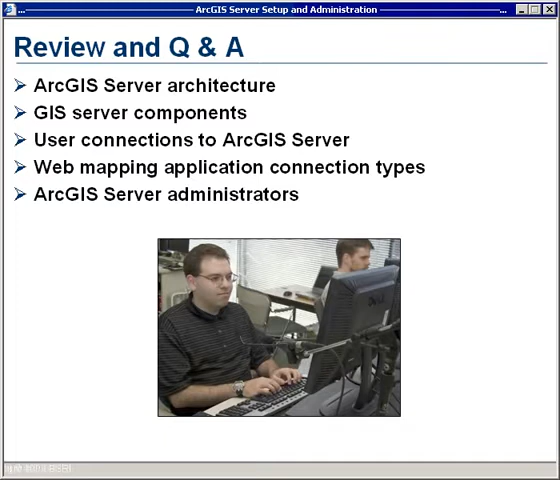 ArcGIS Server Setup and Administration
Review and Q & A
ArcGIS Server architecture
GIS server components
User connections to ArcGIS Server
Web mapping application connection types
ArcGIS Server administrators
DELL